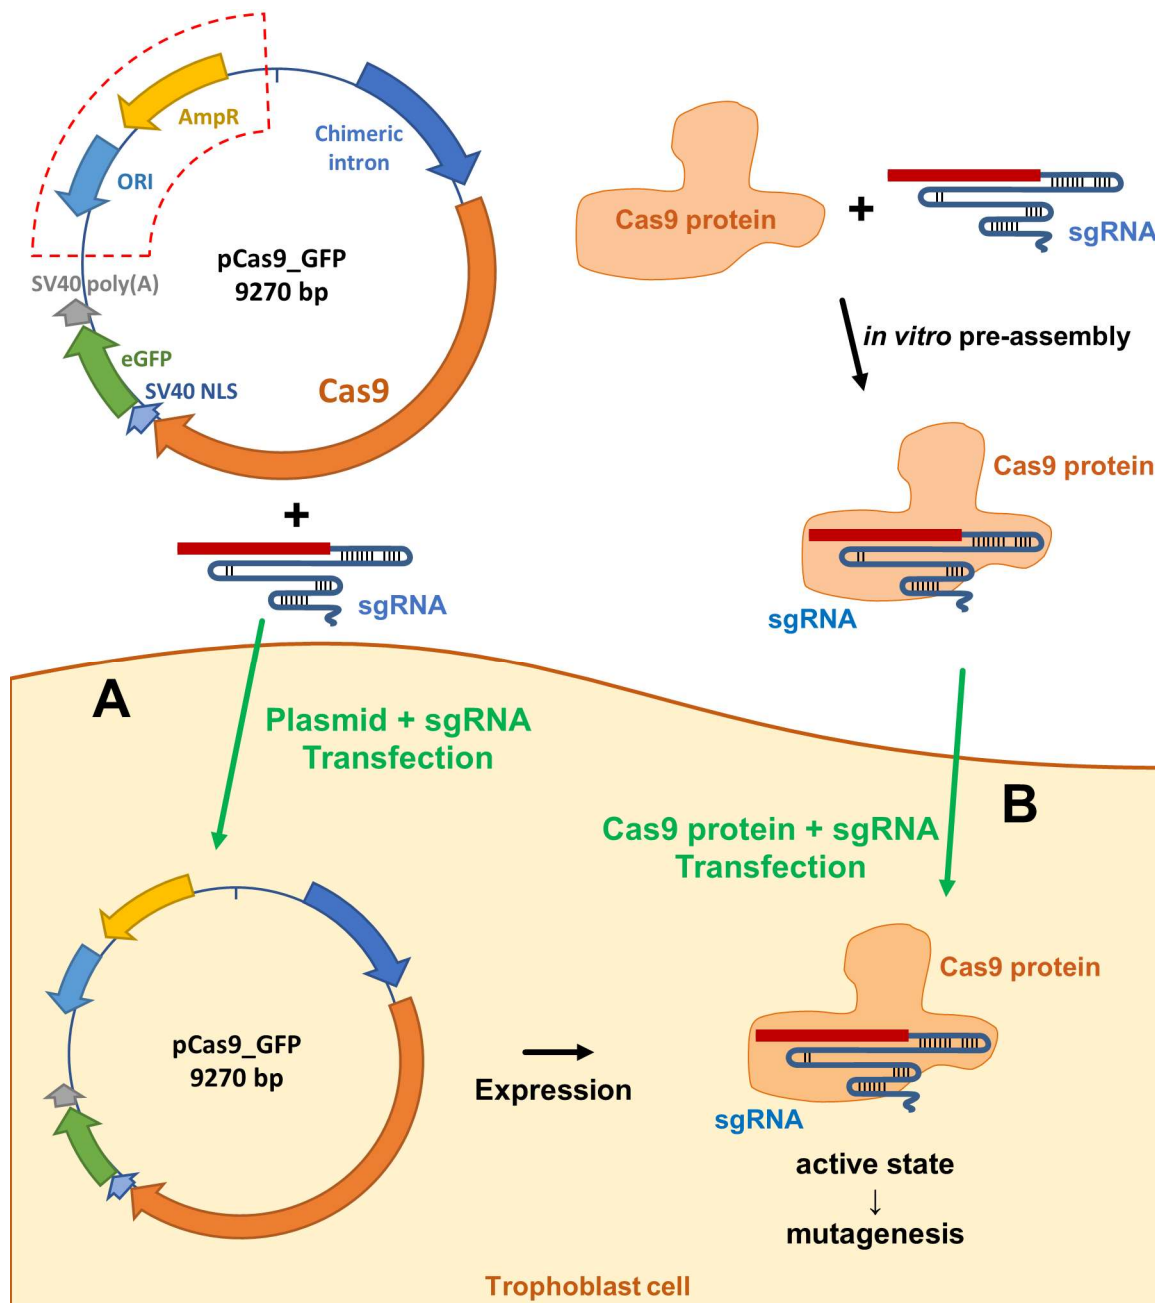 AmpR
Chimeric
intron
ORI
SV40 poly(A)
pCas9_GFP
9270 bp
eGFP
SV40 NLS
Cas9
+
sgRNA
Cas9 protein
+
sgRNA
in vitro pre-assembly
Cas9 protein
sgRNA
A
Plasmid + sgRNA
Transfection
B
Cas9 protein + sgRNA
Transfection
pCas9_GFP
9270 bp
Expression
Cas9 protein
sgRNA
active state
↓
mutagenesis
Trophoblast cell